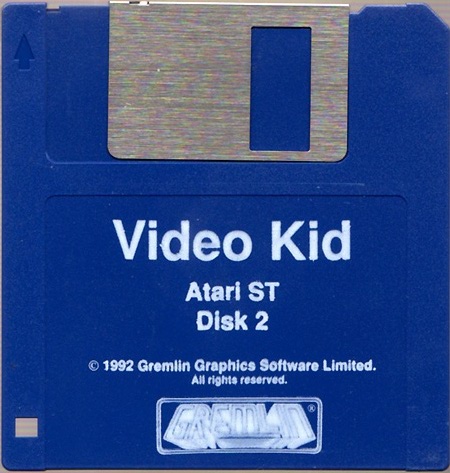 Video Kid
Atari ST
Disk 2
© 1992 Gremlin Graphics Software Limited.
All rights reserved.
GREMLIN®